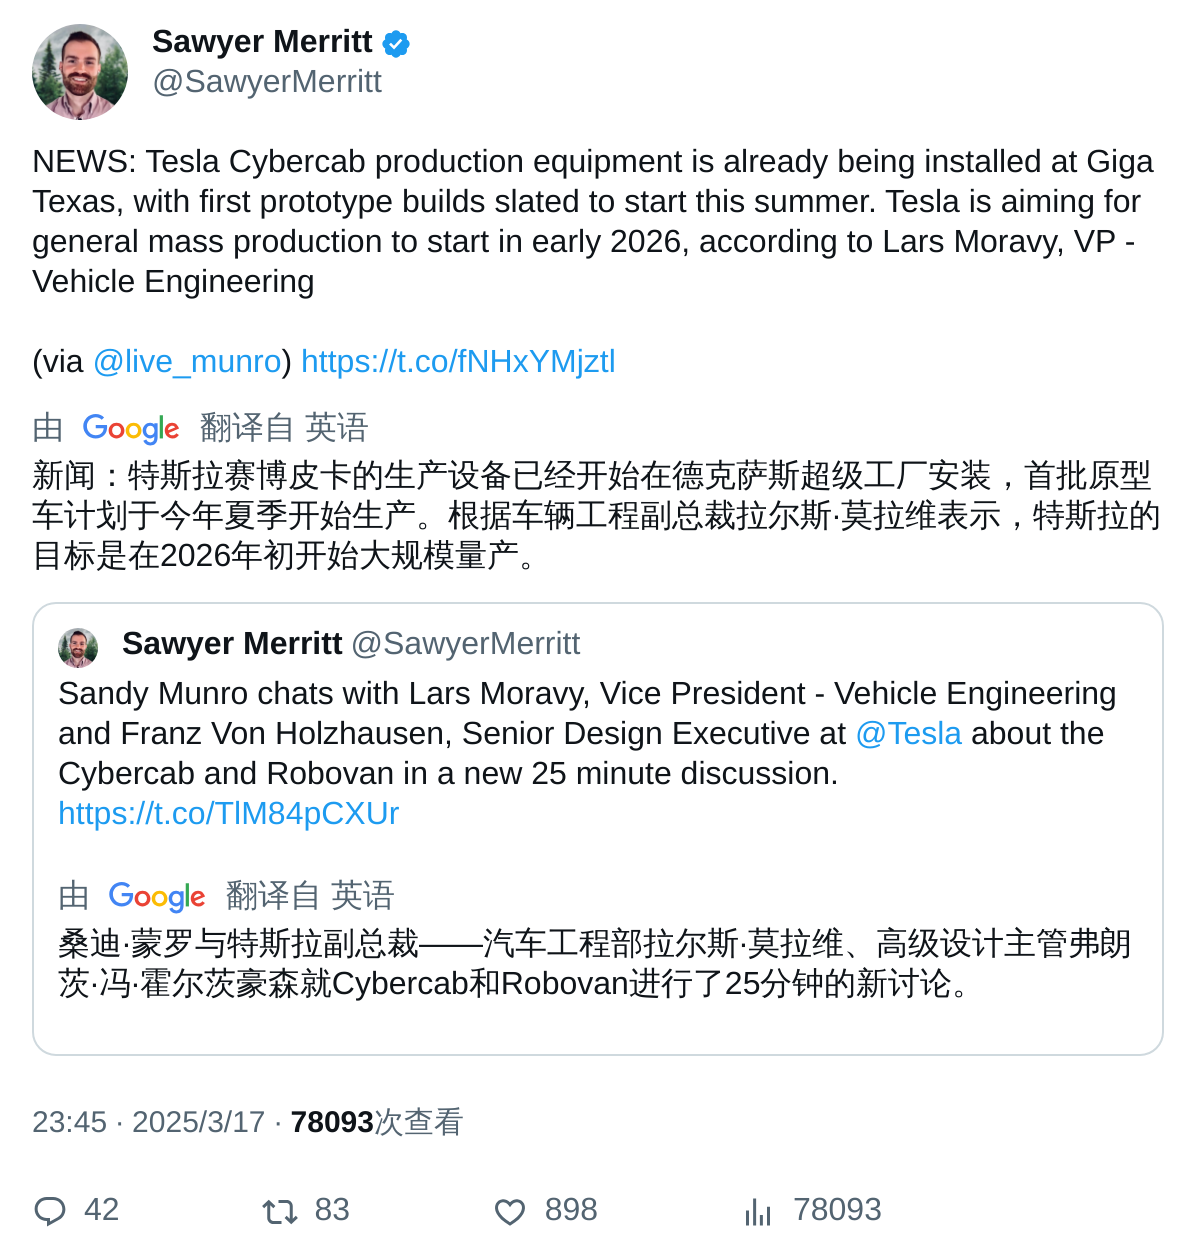 Sawyer Merritt
@SawyerMerritt
NEWS: Tesla Cybercab production equipment is already being installed at Giga
Texas, with first prototype builds slated to start this summer. Tesla is aiming for
general mass production to start in early 2026, according to Lars Moravy, VP -
Vehicle Engineering
(via @live_munro) https://t.co/fNHxYMjztl
由 Google 翻译自 英语
新闻：特斯拉赛博皮卡的生产设备已经开始在德克萨斯超级工厂安装，首批原型
车计划于今年夏季开始生产。根据车辆工程副总裁拉尔斯·莫拉维表示，特斯拉的
目标是在2026年初开始大规模量产。
Sawyer Merritt @SawyerMerritt
Sandy Munro chats with Lars Moravy, Vice President - Vehicle Engineering
and Franz Von Holzhausen, Senior Design Executive at @Tesla about the
Cybercab and Robovan in a new 25 minute discussion.
https://t.co/TlM84pCXUr
由 Google 翻译自 英语
桑迪·蒙罗与特斯拉副总裁——汽车工程部拉尔斯·莫拉维、高级设计主管弗朗
茨·冯·霍尔茨豪森就Cybercab和Robovan进行了25分钟的新讨论。
23:45 · 2025/3/17 · 78093次查看
42 83 898 78093